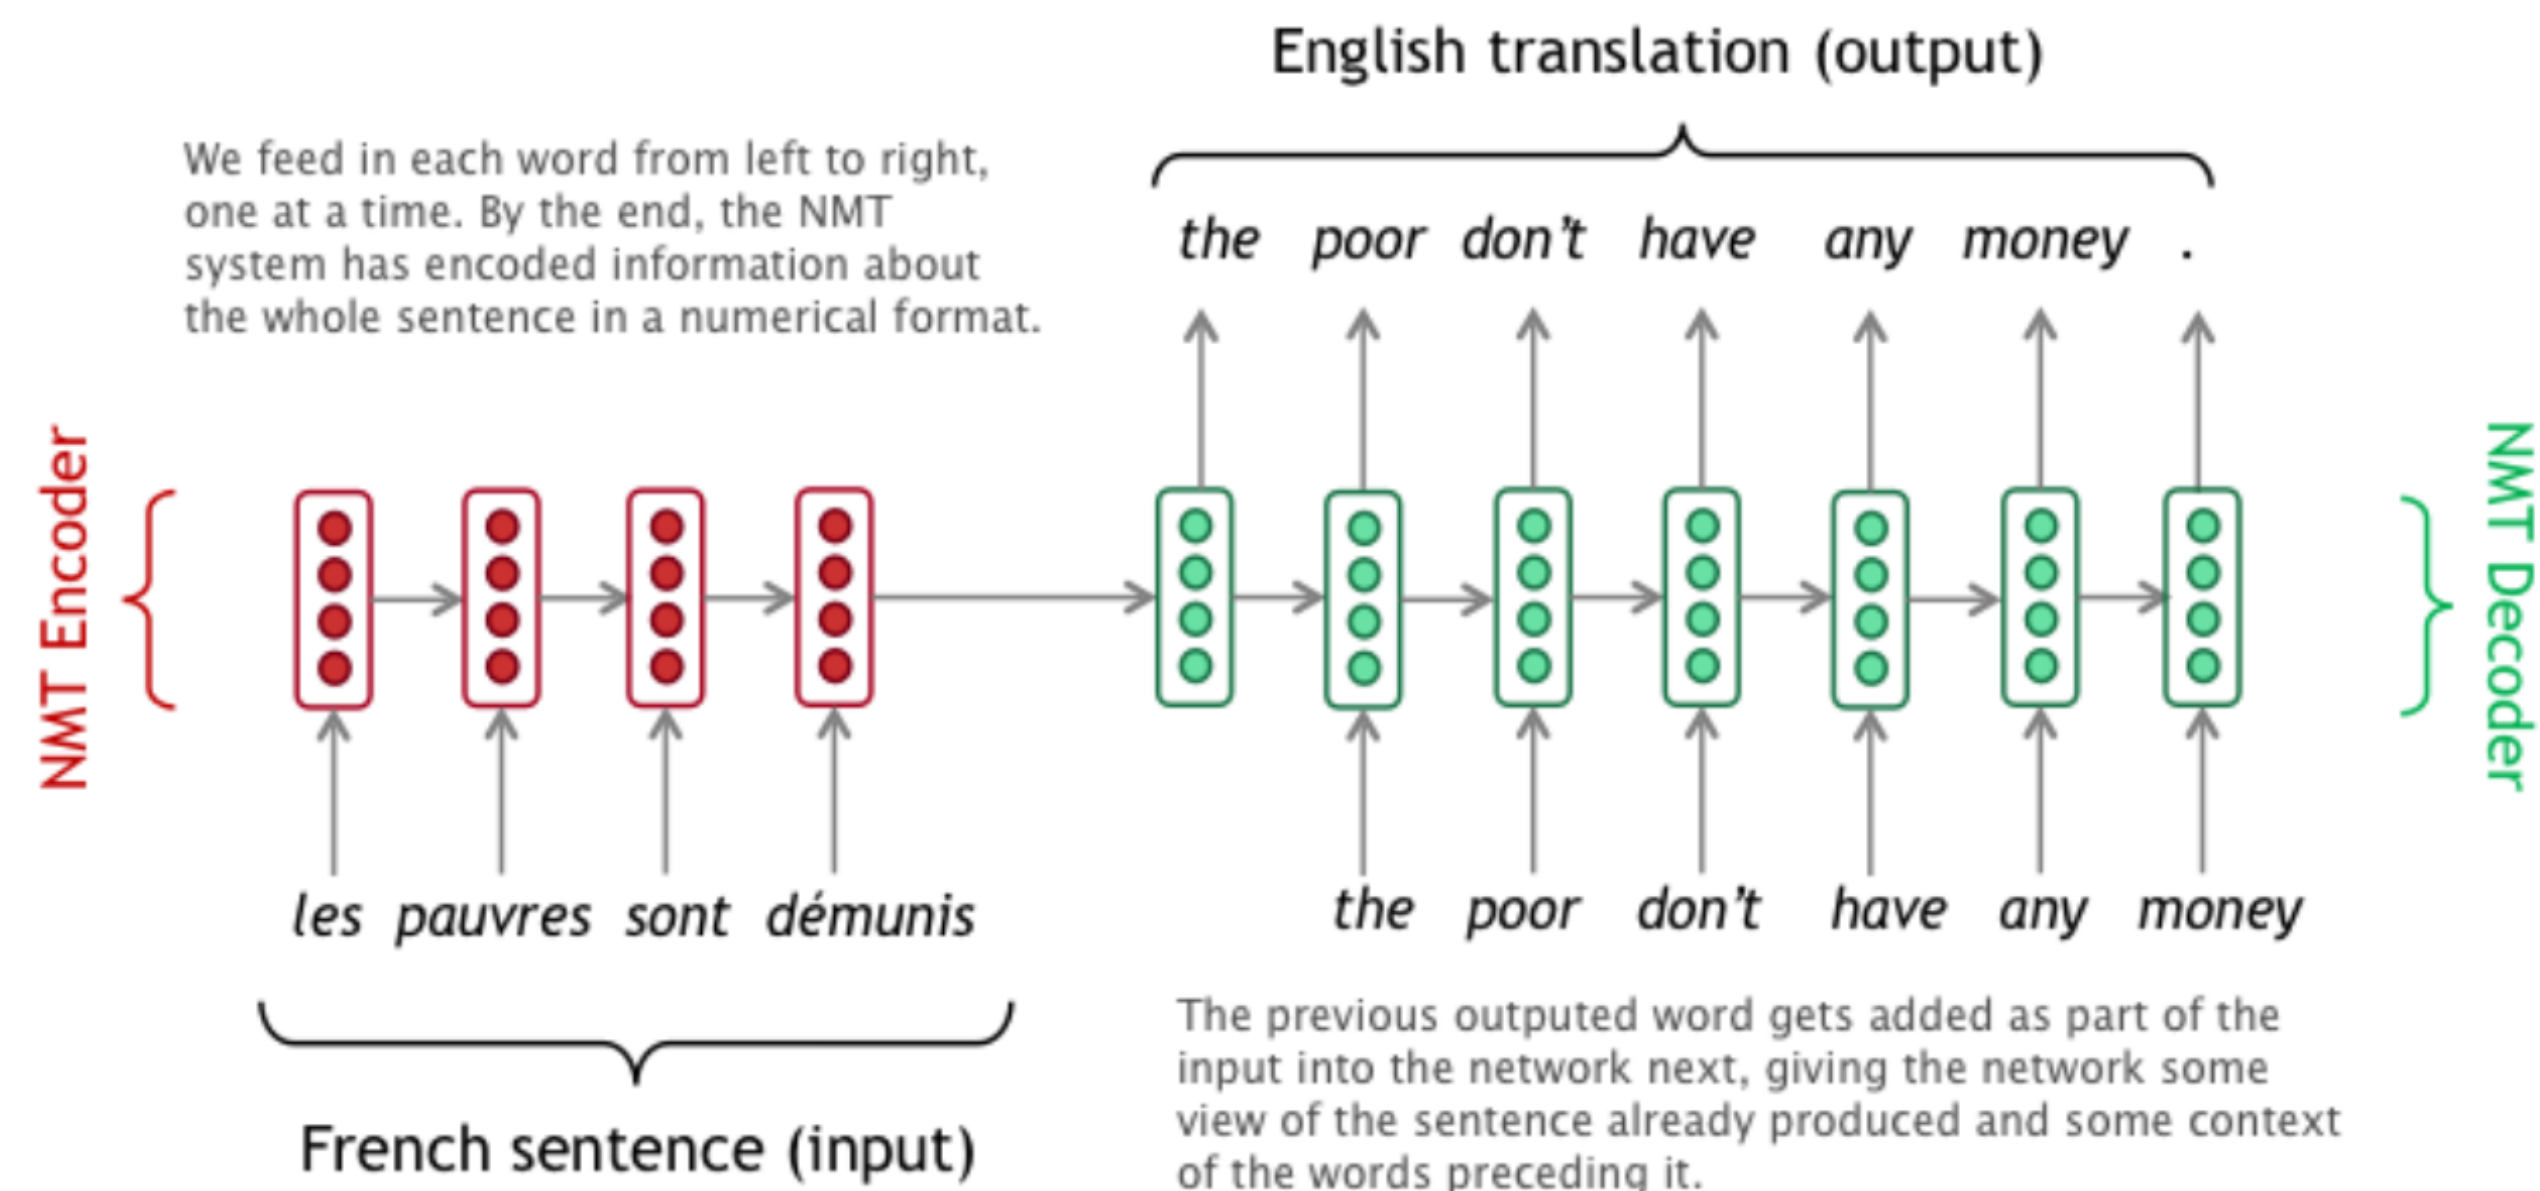 English translation (output)
We feed in each word from left to right,
one at a time. By the end, the NMT
system has encoded information about
the whole sentence in a numerical format.
the poor don't have any money .
NMT Encoder
NMT Decoder
les pauvres sont démunis
the poor don't have any money
French sentence (input)
The previous outputed word gets added as part of the
input into the network next, giving the network some
view of the sentence already produced and some context
of the words preceding it.